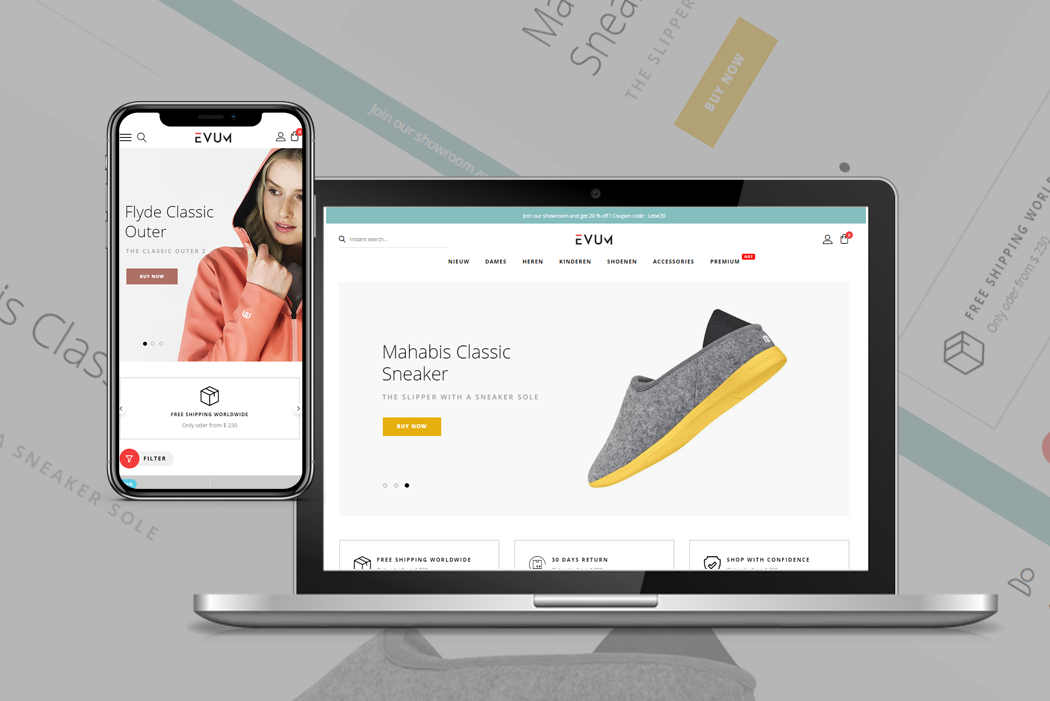 Ma
Snea
THE SLIPPER
BUY NOW
Join our showroom a
is Clas
A SNEAKER SOLE
FREE SHIPPING WORL
Only oder from $ 230
Do
EVUM
Flyde Classic
Outer
THE CLASSIC OUTER 2
BUY NOW
FREE SHIPPING WORLDWIDE
Only oder from $ 230
FILTER
Join our showroom and get 20 % off ! Coupon code : Lebe20
Instant search...
EVUM
NIEUW DAMES HEREN KINDEREN SHOENEN ACCESSORIES PREMIUM HOT
Mahabis Classic
Sneaker
THE SLIPPER WITH A SNEAKER SOLE
BUY NOW
FREE SHIPPING WORLDWIDE
30 DAYS RETURN
SHOP WITH CONFIDENCE